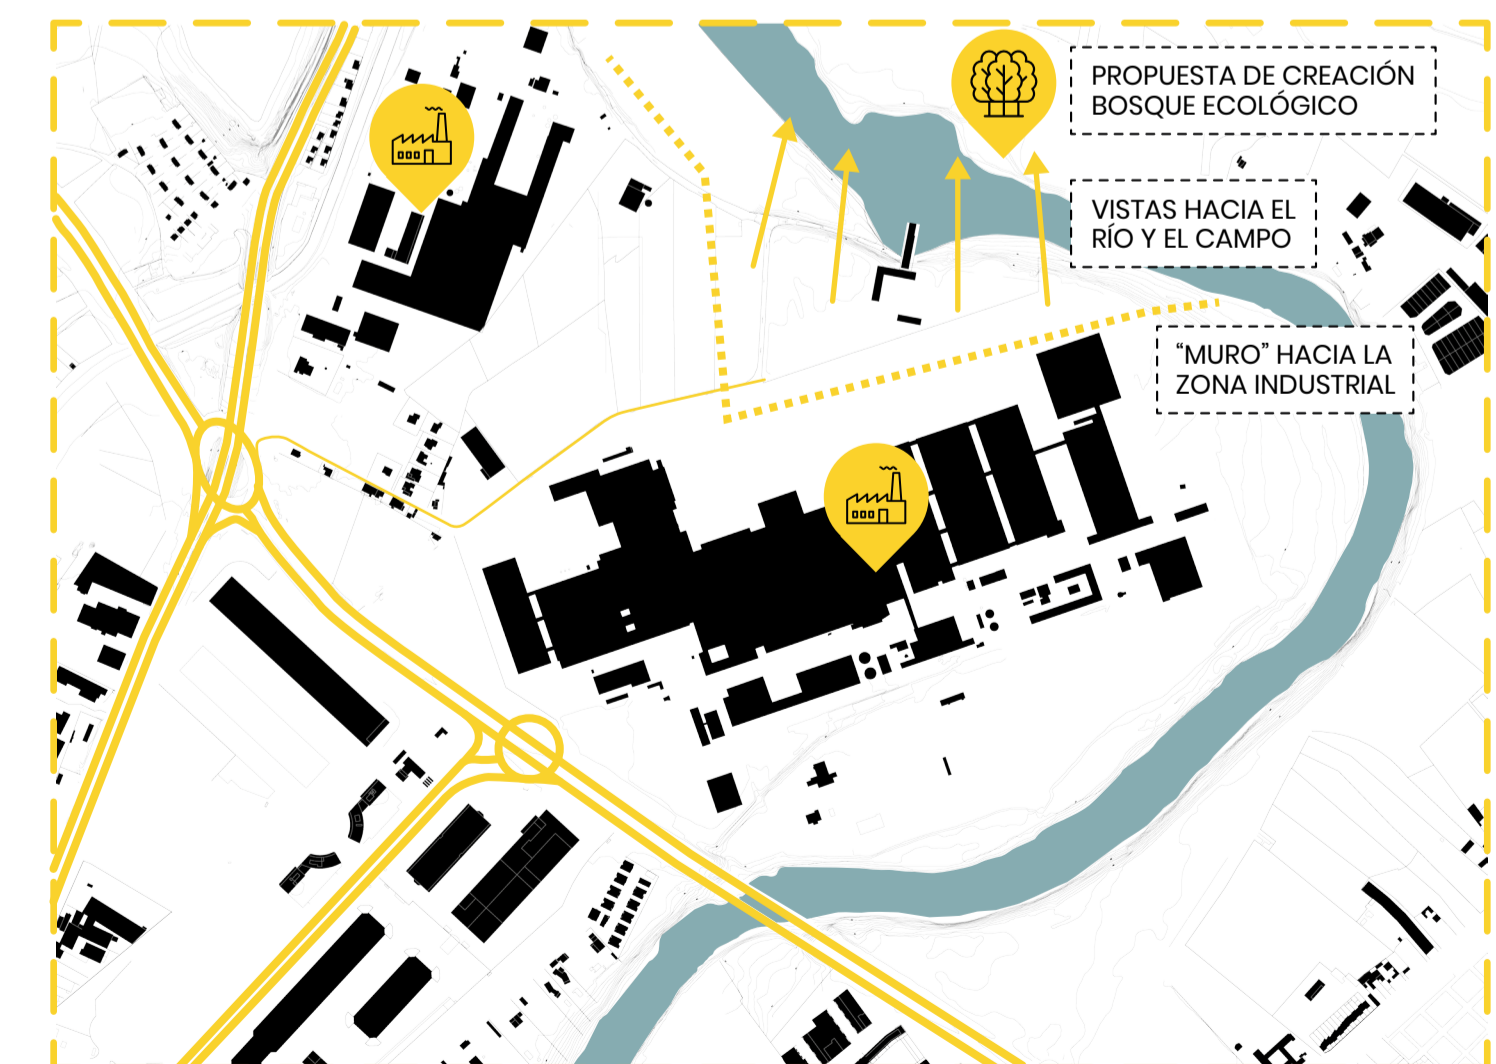 PROPUESTA DE CREACIÓN
BOSQUE ECOLÓGICO
VISTAS HACIA EL
RÍO Y EL CAMPO
“MURO” HACIA LA
ZONA INDUSTRIAL